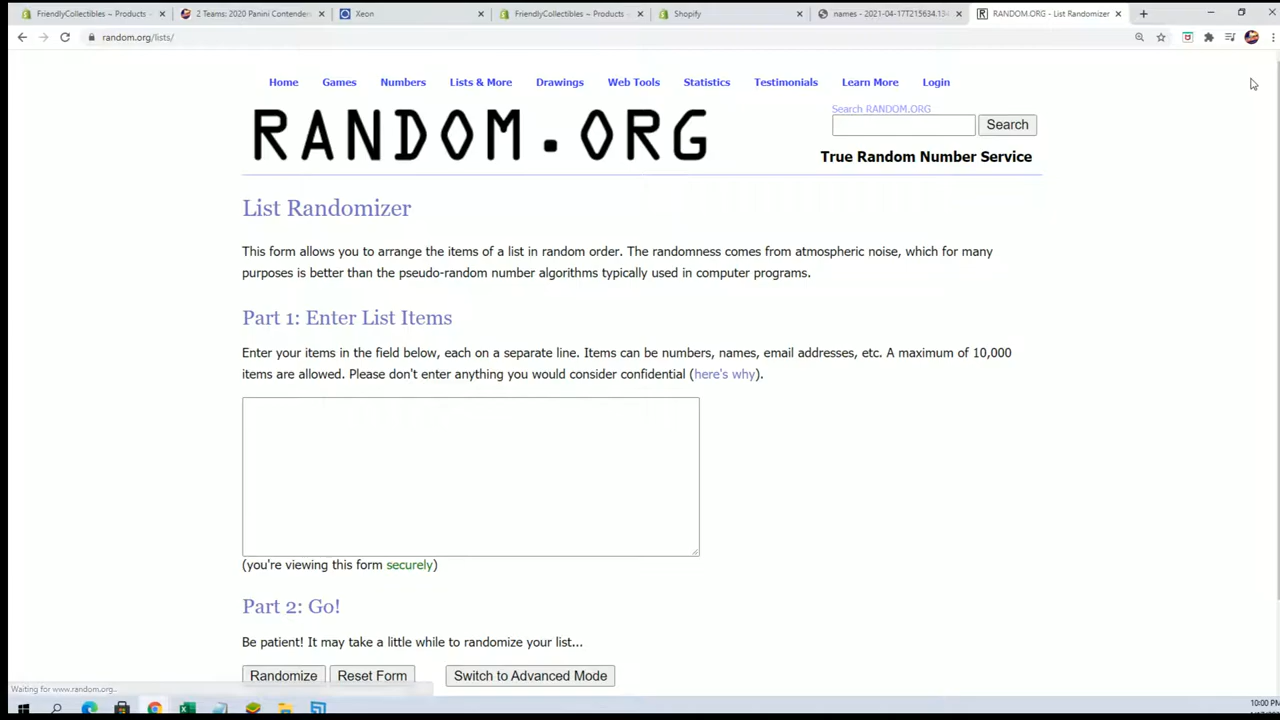 FriendlyCollectibles ~ Products
2 Teams: 2020 Panini Contender
Xeon
FriendlyCollectibles ~ Products
Shopify
names - 2021-04-17T215634.134
RANDOM.ORG - List Randomizer
random.org/lists/
Home Games Numbers Lists & More Drawings Web Tools Statistics Testimonials Learn More Login
RANDOM.ORG
Search RANDOM.ORG
Search
True Random Number Service
List Randomizer
This form allows you to arrange the items of a list in random order. The randomness comes from atmospheric noise, which for many
purposes is better than the pseudo-random number algorithms typically used in computer programs.
Part 1: Enter List Items
Enter your items in the field below, each on a separate line. Items can be numbers, names, email addresses, etc. A maximum of 10,000
items are allowed. Please don't enter anything you would consider confidential (here's why).
(you're viewing this form securely)
Part 2: Go!
Be patient! It may take a little while to randomize your list...
Randomize Reset Form Switch to Advanced Mode
Waiting for www.random.org...
10:00 PM